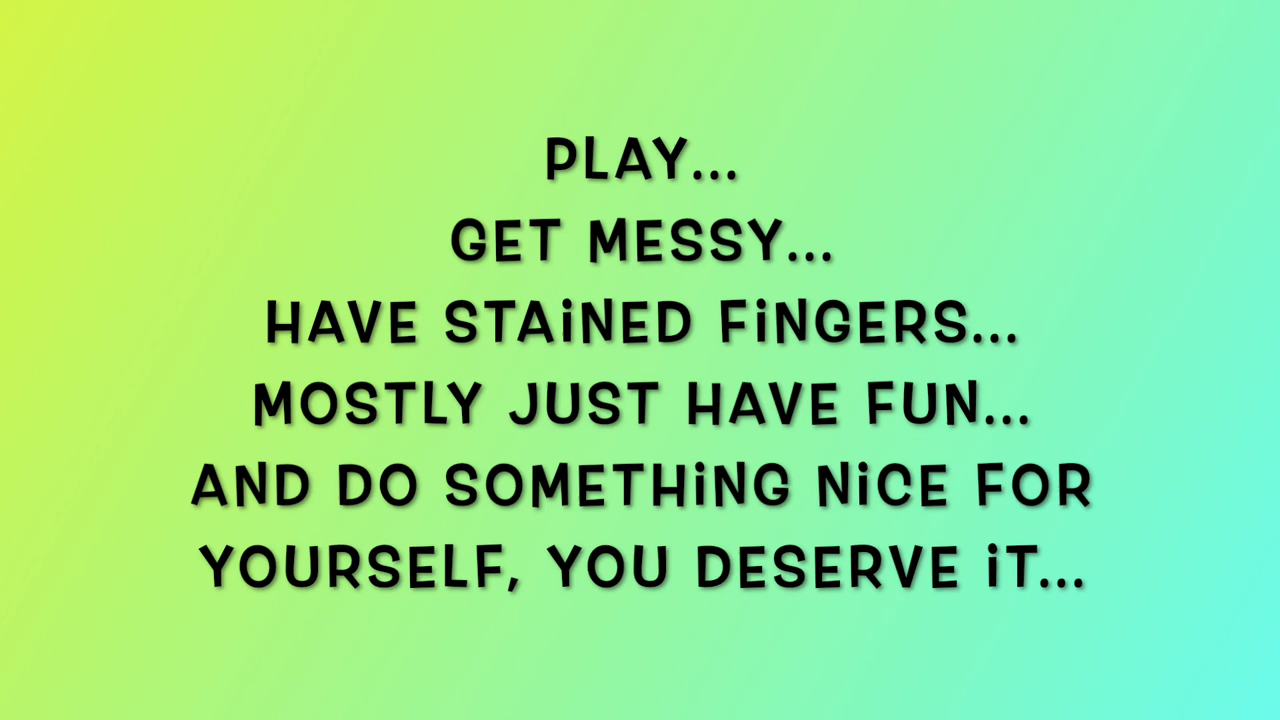 PLAY...
GET MESSY...
HAVE STAiNED FiNGERS...
MOSTLY JUST HAVE FUN...
AND DO SOMETHiNG NiCE FOR
YOURSELF, YOU DESERVE iT...